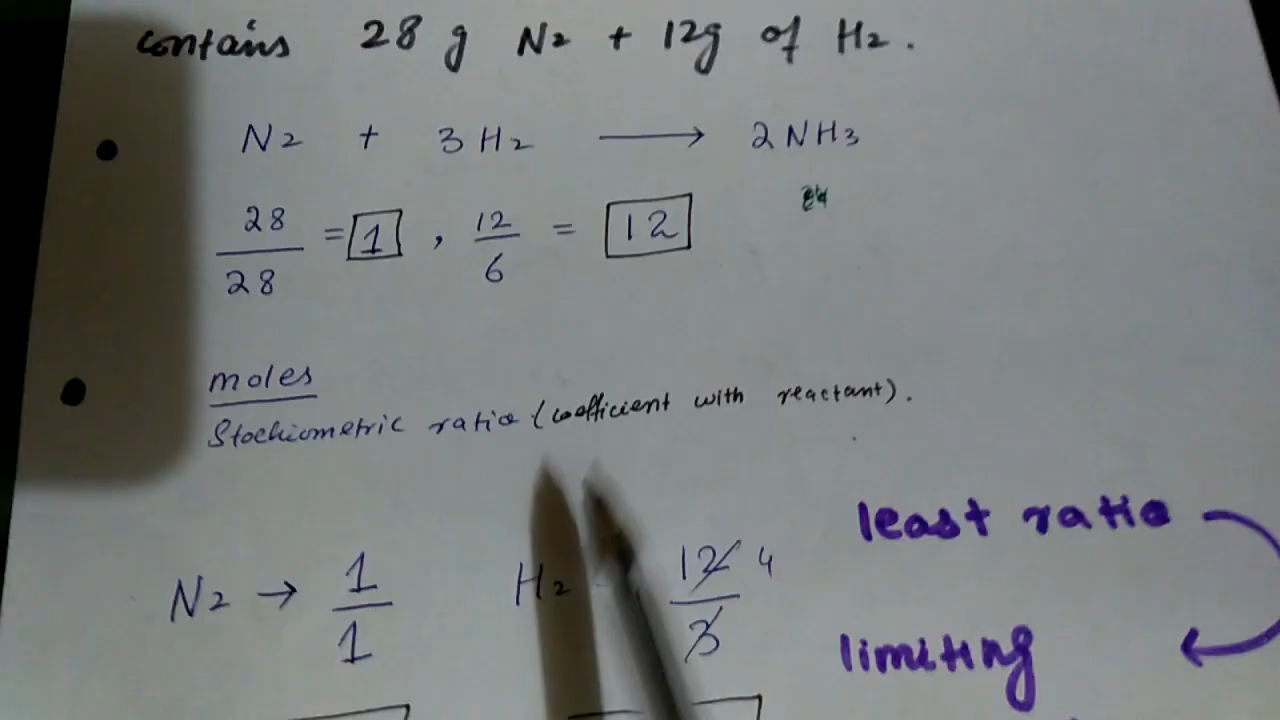 contains 28 g N2 + 12g of H2.
N2 + 3H2 → 2NH3
28/28 = 1 , 12/6 = 12
moles
Stochiometric ratio (coefficient with reactant).
least ratio
N2 → 1/1 H2 12/3 4
limiting